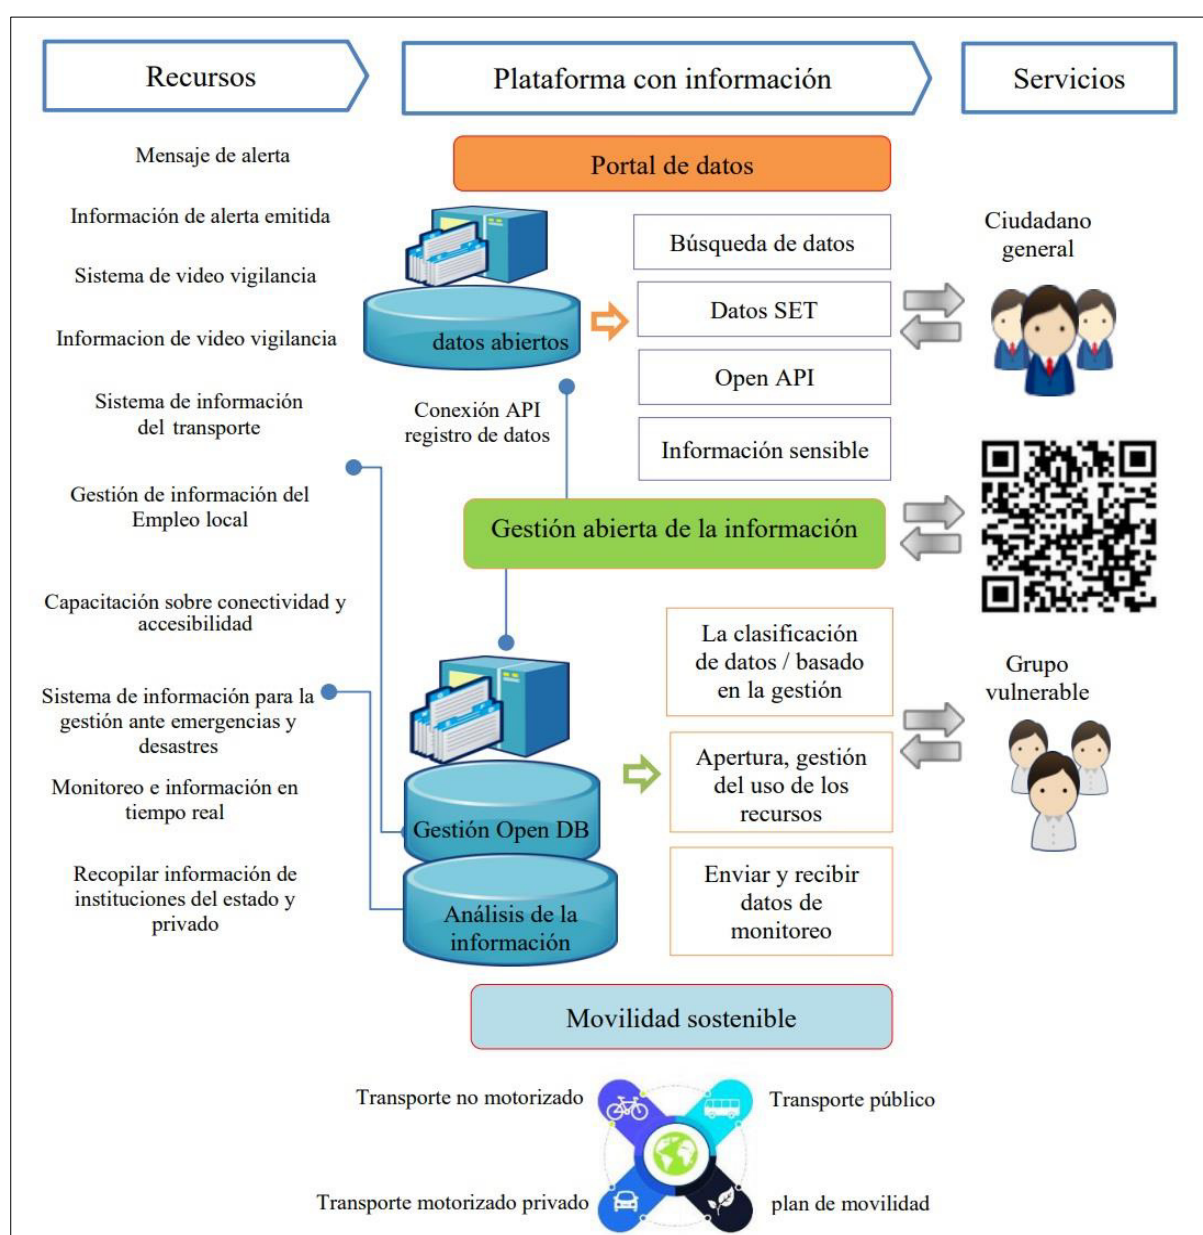 Recursos
Plataforma con información
Servicios
Mensaje de alerta
Información de alerta emitida
Sistema de video vigilancia
Informacion de video vigilancia
Sistema de información
del transporte
Gestión de información del
Empleo local
Capacitación sobre conectividad y
accesibilidad
Sistema de información para la
gestión ante emergencias y
desastres
Monitoreo e información en
tiempo real
Recopilar información de
instituciones del estado y
privado
Portal de datos
datos abiertos
Búsqueda de datos
Datos SET
Open API
Información sensible
Conexión API
registro de datos
Gestión abierta de la información
Gestión Open DB
Análisis de la
información
La clasificación
de datos / basado
en la gestión
Apertura, gestión
del uso de los
recursos
Enviar y recibir
datos de
monitoreo
Ciudadano
general
Grupo
vulnerable
Movilidad sostenible
Transporte no motorizado
Transporte público
Transporte motorizado privado
plan de movilidad